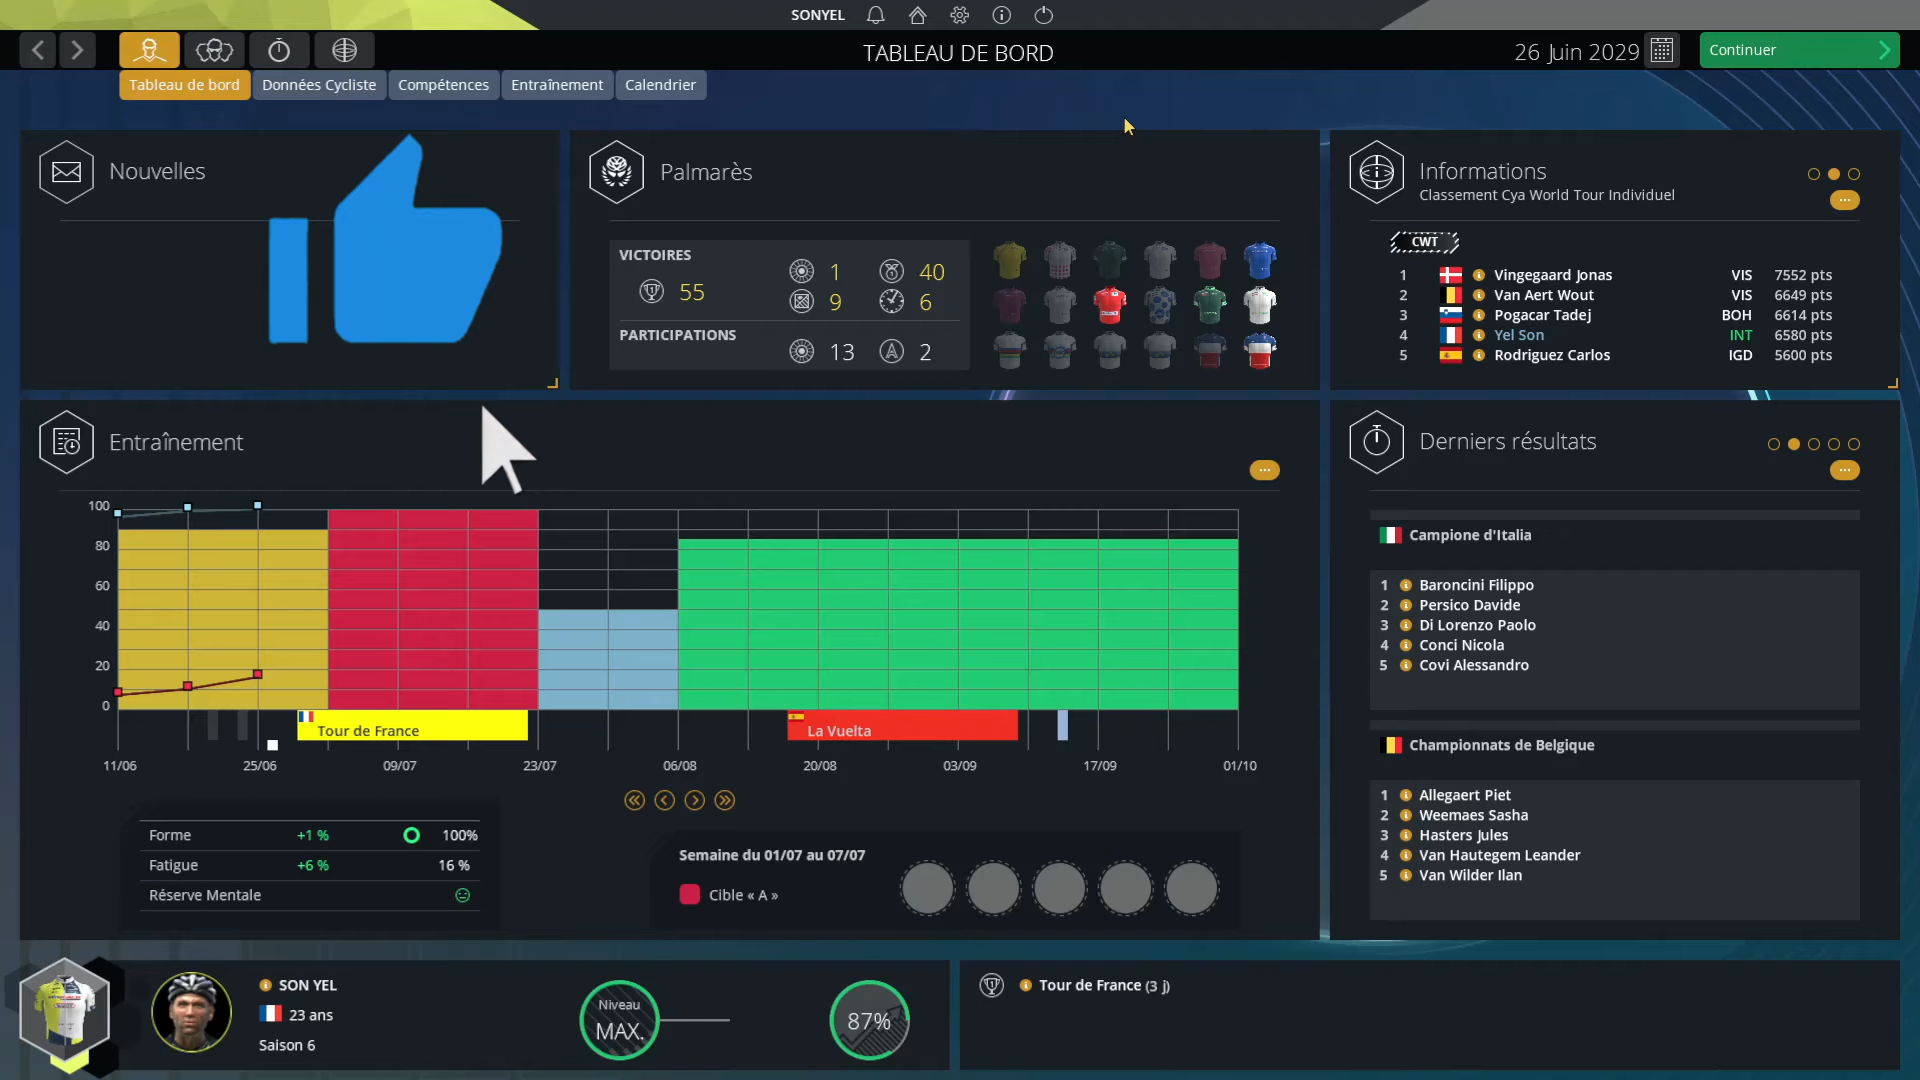 SONYEL
TABLEAU DE BORD
26 Juin 2029
Continuer
Tableau de bord
Données Cycliste
Compétences
Entraînement
Calendrier
Nouvelles
Palmarès
VICTOIRES
55
1
40
9
6
PARTICIPATIONS
13
2
Informations
Classement Cya World Tour Individuel
CWT
1 Vingegaard Jonas VIS 7552 pts
2 Van Aert Wout VIS 6649 pts
3 Pogacar Tadej BOH 6614 pts
4 Yel Son INT 6580 pts
5 Rodriguez Carlos IGD 5600 pts
Entraînement
100
80
60
40
20
0
Tour de France
La Vuelta
11/06 25/06 09/07 23/07 06/08 20/08 03/09 17/09 01/10
Forme +1 % 100%
Fatigue +6 % 16 %
Réserve Mentale
Semaine du 01/07 au 07/07
Cible « A »
Derniers résultats
Campione d'Italia
1 Baroncini Filippo
2 Persico Davide
3 Di Lorenzo Paolo
4 Conci Nicola
5 Covi Alessandro
Championnats de Belgique
1 Allegaert Piet
2 Weemaes Sasha
3 Hasters Jules
4 Van Hautegem Leander
5 Van Wilder Ilan
SON YEL
23 ans
Saison 6
Niveau
MAX.
87%
Tour de France (3 j)